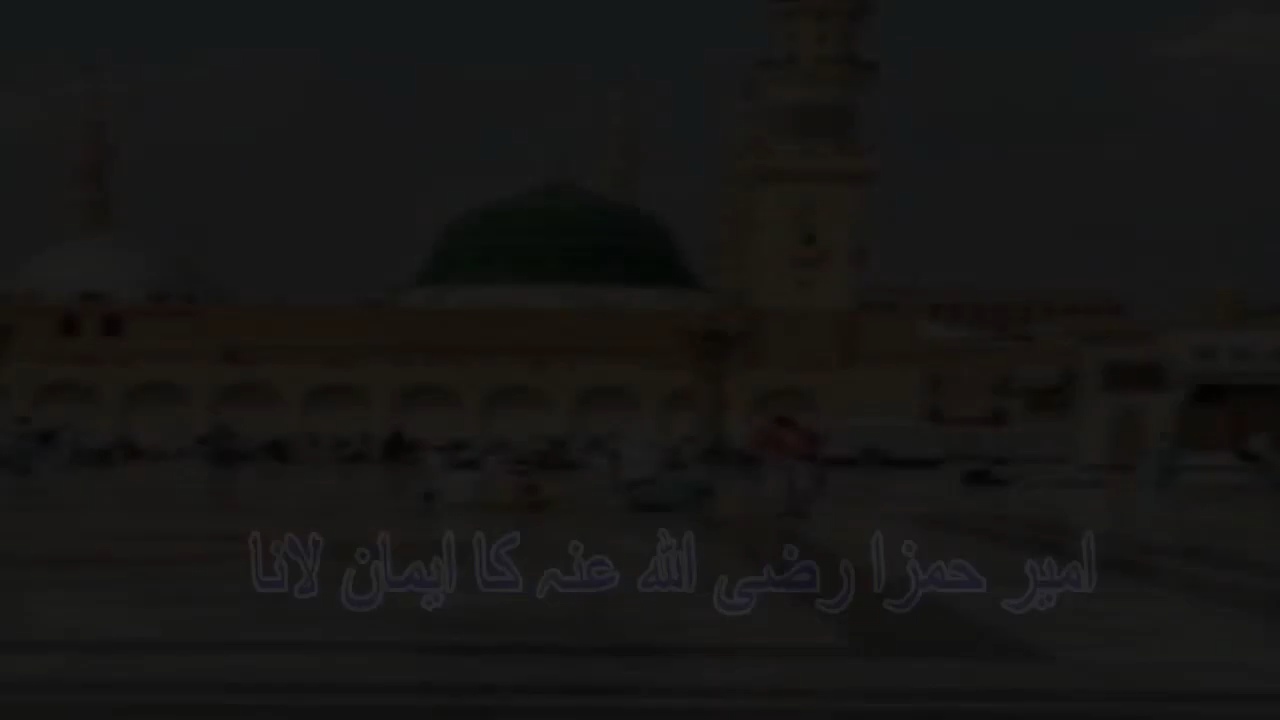 امیر حمزا رضی اللہ عنہ کا ایمان لانا